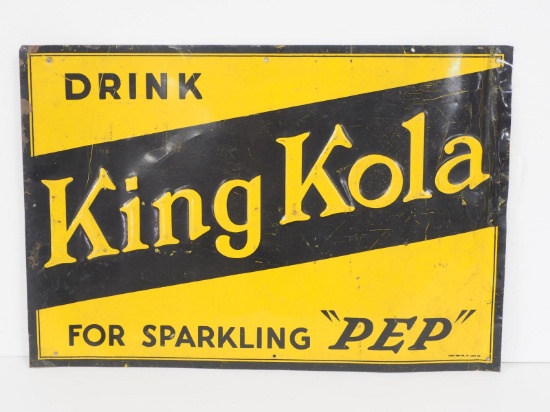 DRINK
King Kola
FOR SPARKLING "PEP"